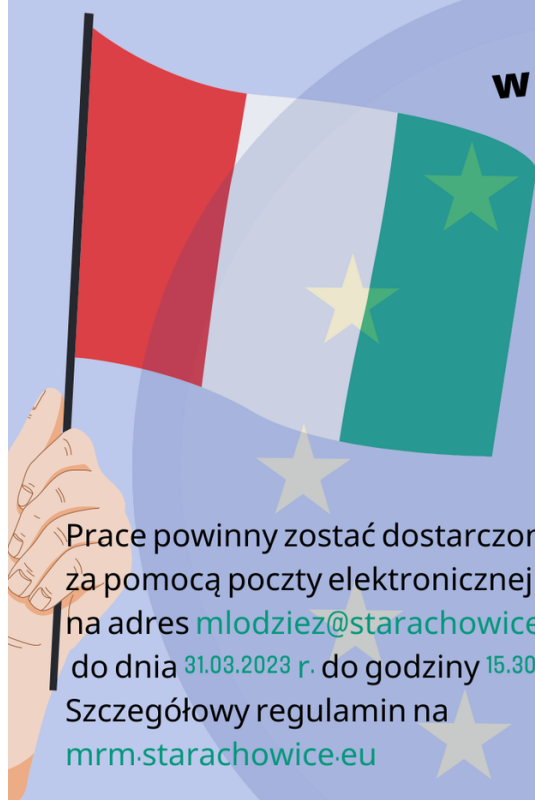 w
Prace powinny zostać dostarczon
za pomocą poczty elektronicznej
na adres mlodziez@starachowice
do dnia 31.03.2023 r. do godziny 15.30
Szczegółowy regulamin na
mrm.starachowice.eu